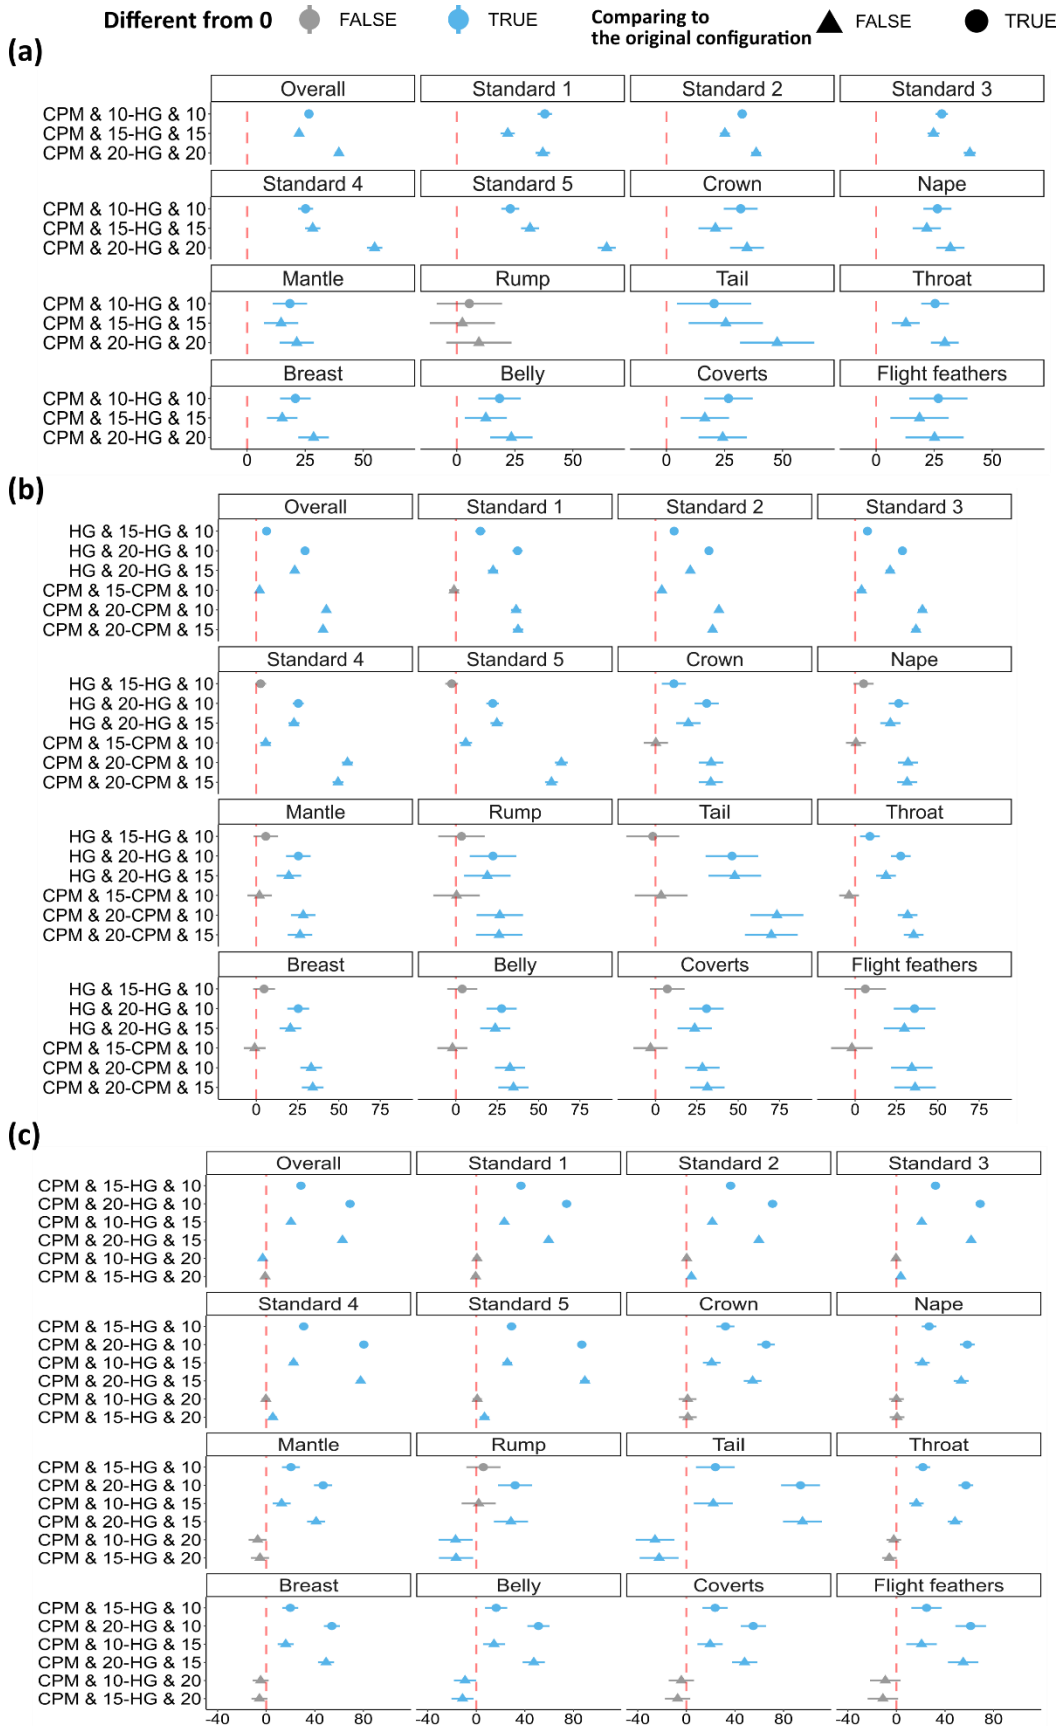 Different from 0 FALSE TRUE Comparing to the original configuration FALSE TRUE
(a)
Overall Standard 1 Standard 2 Standard 3
CPM & 10-HG & 10
CPM & 15-HG & 15
CPM & 20-HG & 20
Standard 4 Standard 5 Crown Nape
CPM & 10-HG & 10
CPM & 15-HG & 15
CPM & 20-HG & 20
Mantle Rump Tail Throat
CPM & 10-HG & 10
CPM & 15-HG & 15
CPM & 20-HG & 20
Breast Belly Coverts Flight feathers
CPM & 10-HG & 10
CPM & 15-HG & 15
CPM & 20-HG & 20
0 50 0 25 50 0 25 50 0 25 50
(b)
Overall Standard 1 Standard 2 Standard 3
HG & 15-HG & 10
HG & 20-HG & 10
HG & 20-HG & 15
CPM & 15-CPM & 10
CPM & 20-CPM & 10
CPM & 20-CPM & 15
Standard 4 Standard 5 Crown Nape
HG & 15-HG & 10
HG & 20-HG & 10
HG & 20-HG & 15
CPM & 15-CPM & 10
CPM & 20-CPM & 10
CPM & 20-CPM & 15
Mantle Rump Tail Throat
HG & 15-HG & 10
HG & 20-HG & 10
HG & 20-HG & 15
CPM & 15-CPM & 10
CPM & 20-CPM & 10
CPM & 20-CPM & 15
Breast Belly Coverts Flight feathers
HG & 15-HG & 10
HG & 20-HG & 10
HG & 20-HG & 15
CPM & 15-CPM & 10
CPM & 20-CPM & 10
CPM & 20-CPM & 15
0 25 50 75 0 25 50 75 0 25 50 75 0 25 50 75
(c)
Overall Standard 1 Standard 2 Standard 3
CPM & 15-HG & 10
CPM & 20-HG & 10
CPM & 10-HG & 15
CPM & 20-HG & 15
CPM & 10-HG & 20
CPM & 15-HG & 20
Standard 4 Standard 5 Crown Nape
CPM & 15-HG & 10
CPM & 20-HG & 10
CPM & 10-HG & 15
CPM & 20-HG & 15
CPM & 10-HG & 20
CPM & 15-HG & 20
Mantle Rump Tail Throat
CPM & 15-HG & 10
CPM & 20-HG & 10
CPM & 10-HG & 15
CPM & 20-HG & 15
CPM & 10-HG & 20
CPM & 15-HG & 20
Breast Belly Coverts Flight feathers
CPM & 15-HG & 10
CPM & 20-HG & 10
CPM & 10-HG & 15
CPM & 20-HG & 15
CPM & 10-HG & 20
CPM & 15-HG & 20
-40 0 40 80 -40 0 40 80 -40 0 40 80 -40 0 40 80